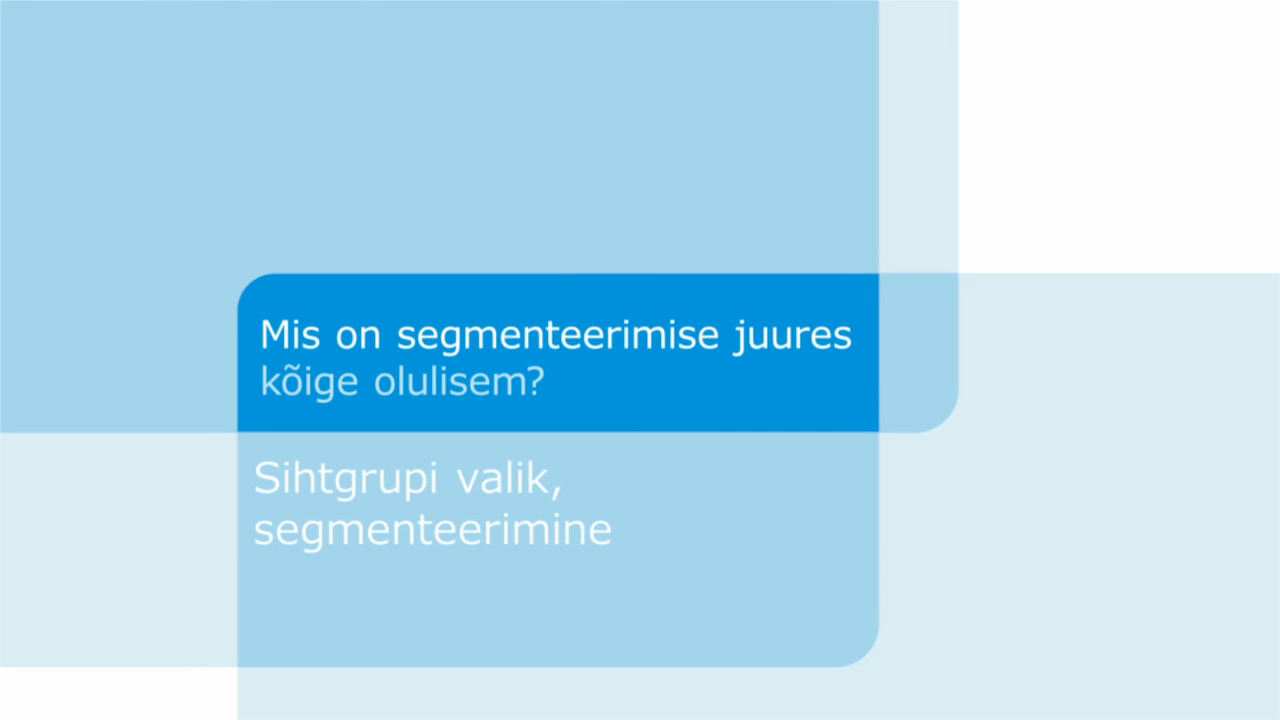 Mis on segmenteerimise juures
kõige olulisem?
Sihtgrupi valik,
segmenteerimine